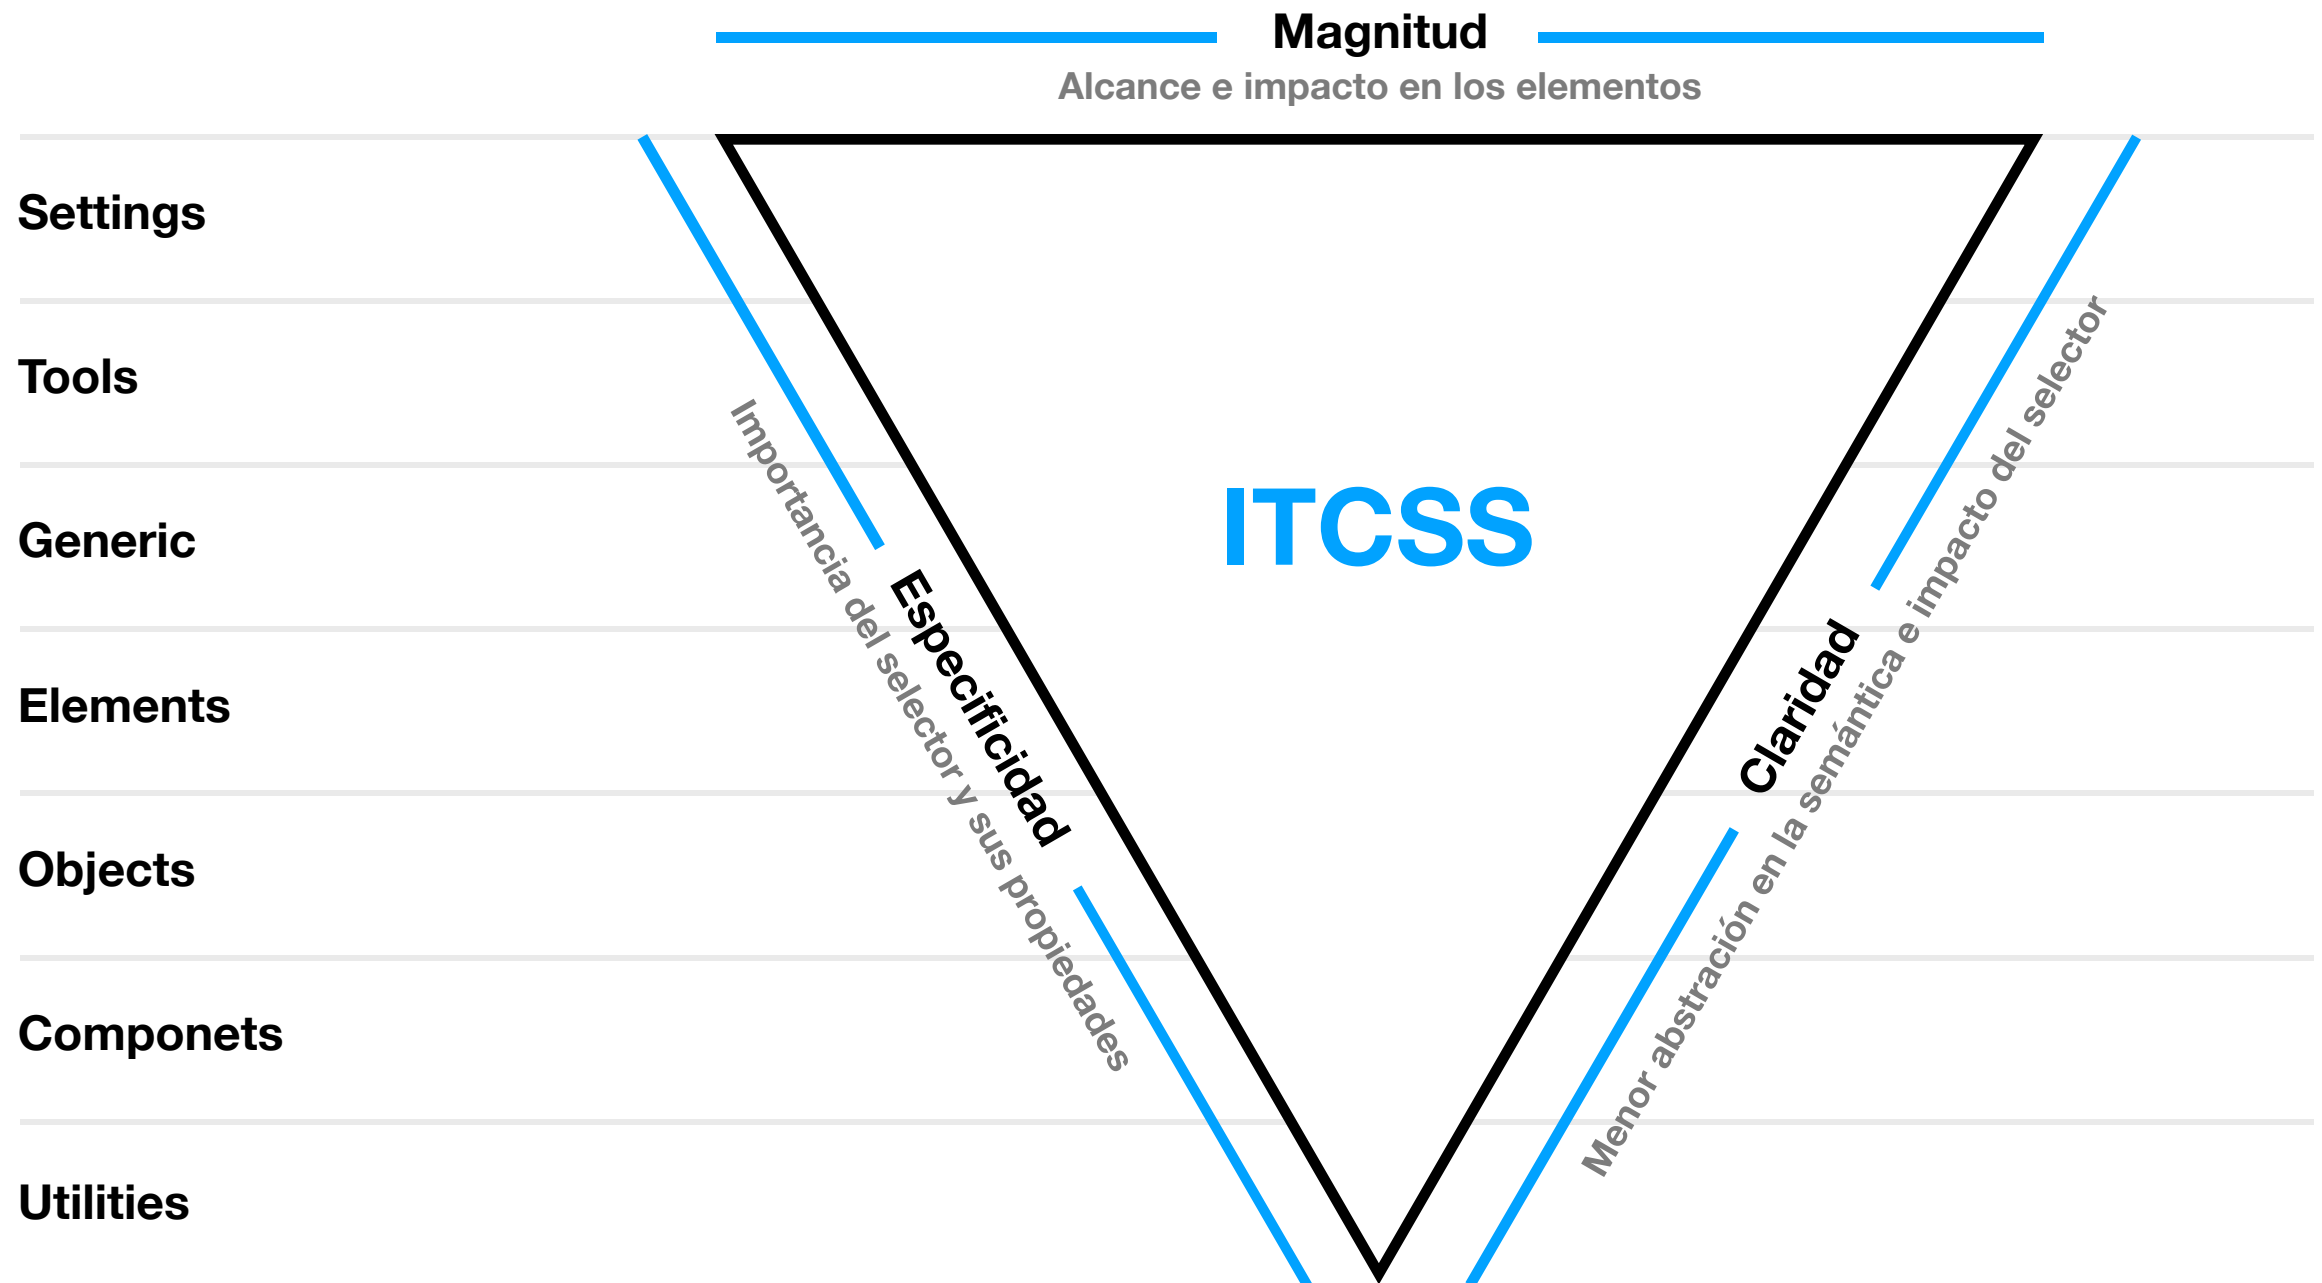 Magnitud
Alcance e impacto en los elementos
Settings
Tools
Generic
Elements
Objects
Componets
Utilities
Importancia del selector y sus propiedades
Especificidad
ITCSS
Claridad
Menor abstración en la semántica e impacto del selector